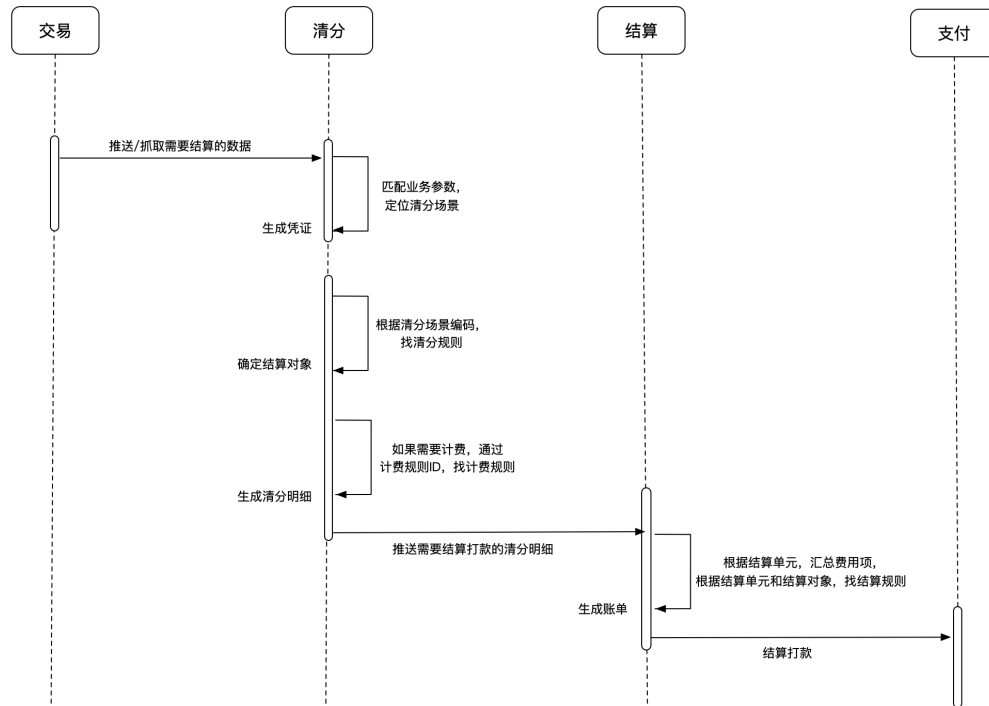 交易
清分
结算
支付
推送/抓取需要结算的数据
匹配业务参数，
定位清分场景
生成凭证
根据清分场景编码，
找清分规则
确定结算对象
如果需要计费，通过
计费规则ID，找计费规则
生成清分明细
推送需要结算打款的清分明细
根据结算单元，汇总费用项，
根据结算单元和结算对象，找结算规则
生成账单
结算打款